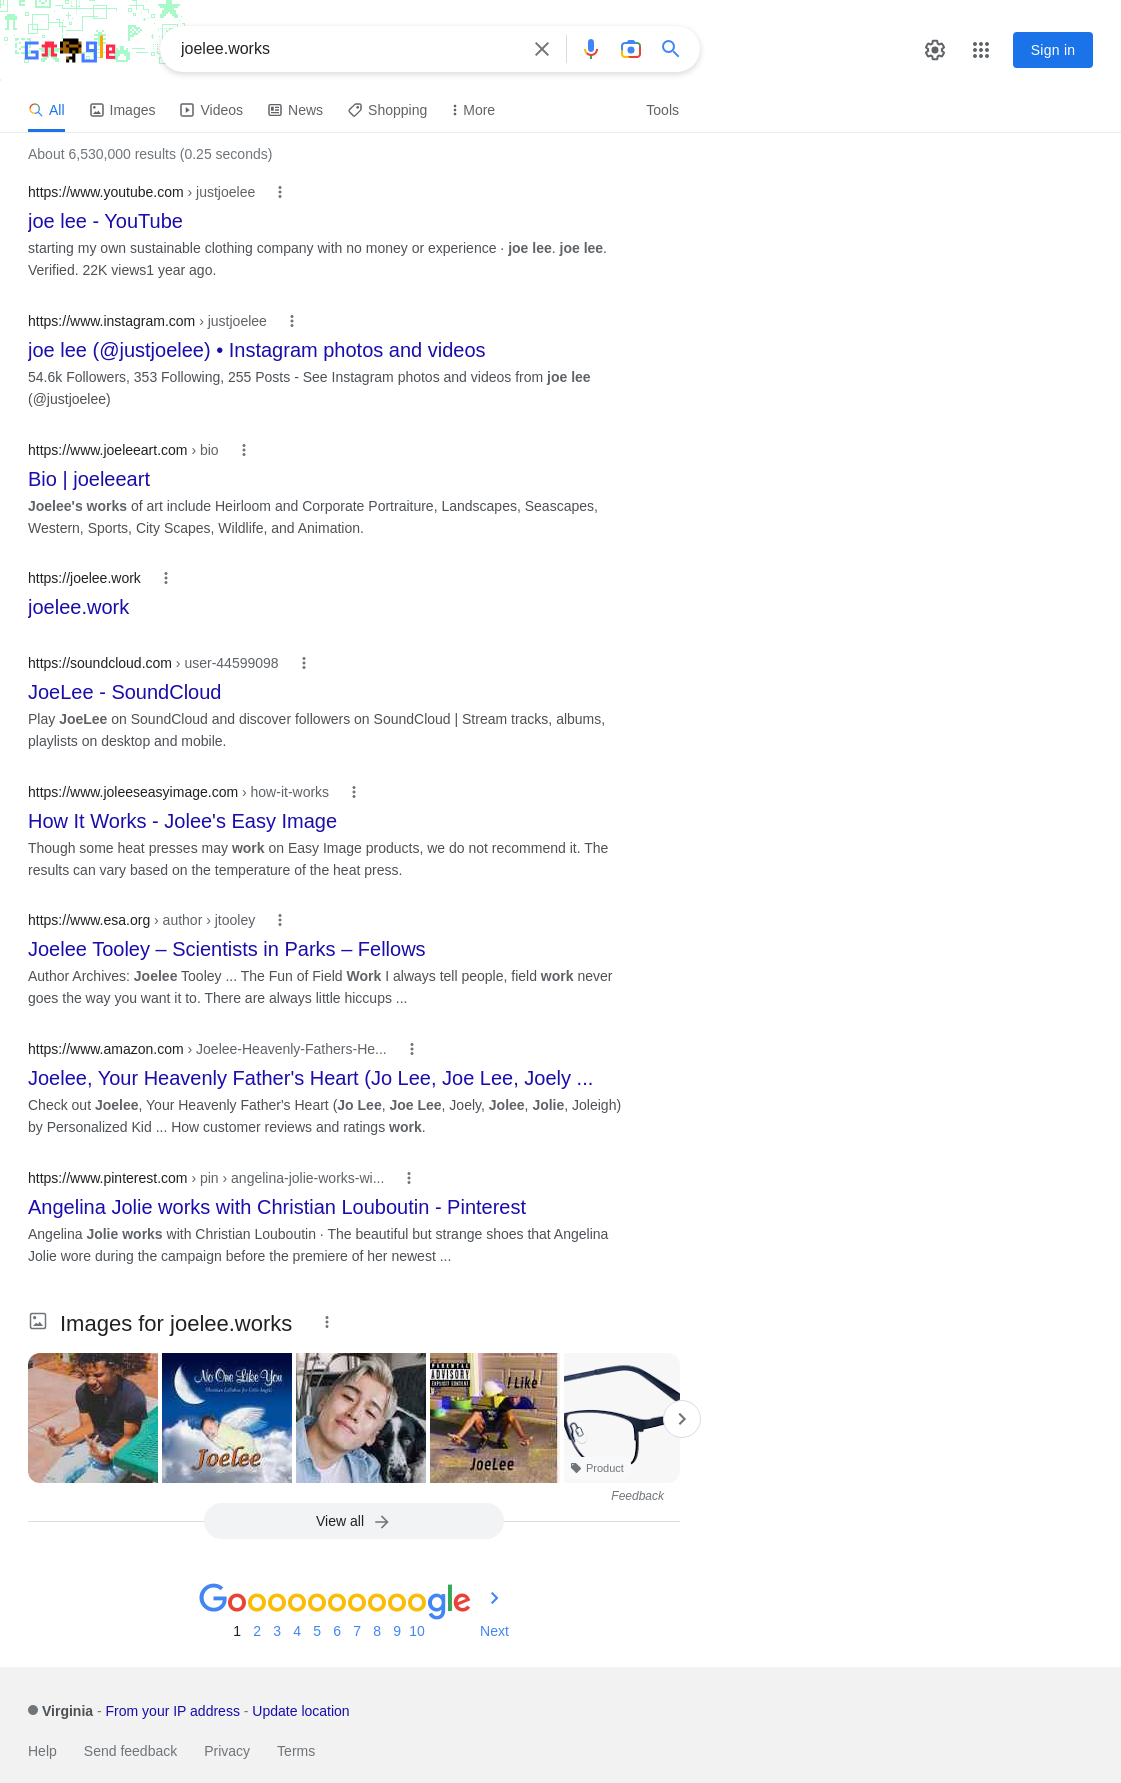 Google
joelee.works
Sign in
All
Images
Videos
News
Shopping
More
Tools
About 6,530,000 results (0.25 seconds)
https://www.youtube.com › justjoelee
joe lee - YouTube
starting my own sustainable clothing company with no money or experience · joe lee. joe lee.
Verified. 22K views1 year ago.
https://www.instagram.com › justjoelee
joe lee (@justjoelee) • Instagram photos and videos
54.6k Followers, 353 Following, 255 Posts - See Instagram photos and videos from joe lee
(@justjoelee)
https://www.joeleeart.com › bio
Bio | joeleeart
Joelee's works of art include Heirloom and Corporate Portraiture, Landscapes, Seascapes,
Western, Sports, City Scapes, Wildlife, and Animation.
https://joelee.work
joelee.work
https://soundcloud.com › user-44599098
JoeLee - SoundCloud
Play JoeLee on SoundCloud and discover followers on SoundCloud | Stream tracks, albums,
playlists on desktop and mobile.
https://www.joleeseasyimage.com › how-it-works
How It Works - Jolee's Easy Image
Though some heat presses may work on Easy Image products, we do not recommend it. The
results can vary based on the temperature of the heat press.
https://www.esa.org › author › jtooley
Joelee Tooley – Scientists in Parks – Fellows
Author Archives: Joelee Tooley ... The Fun of Field Work I always tell people, field work never
goes the way you want it to. There are always little hiccups ...
https://www.amazon.com › Joelee-Heavenly-Fathers-He...
Joelee, Your Heavenly Father's Heart (Jo Lee, Joe Lee, Joely ...
Check out Joelee, Your Heavenly Father's Heart (Jo Lee, Joe Lee, Joely, Jolee, Jolie, Joleigh)
by Personalized Kid ... How customer reviews and ratings work.
https://www.pinterest.com › pin › angelina-jolie-works-wi...
Angelina Jolie works with Christian Louboutin - Pinterest
Angelina Jolie works with Christian Louboutin · The beautiful but strange shoes that Angelina
Jolie wore during the campaign before the premiere of her newest ...
Images for joelee.works
No One Like You
Christian Lullabies for Little Angels
Joelee
PARENTAL
ADVISORY
EXPLICIT CONTENT
I Like
JoeLee
Product
Feedback
View all
Goooooooooogle
1 2 3 4 5 6 7 8 9 10 Next
Virginia - From your IP address - Update location
Help Send feedback Privacy Terms